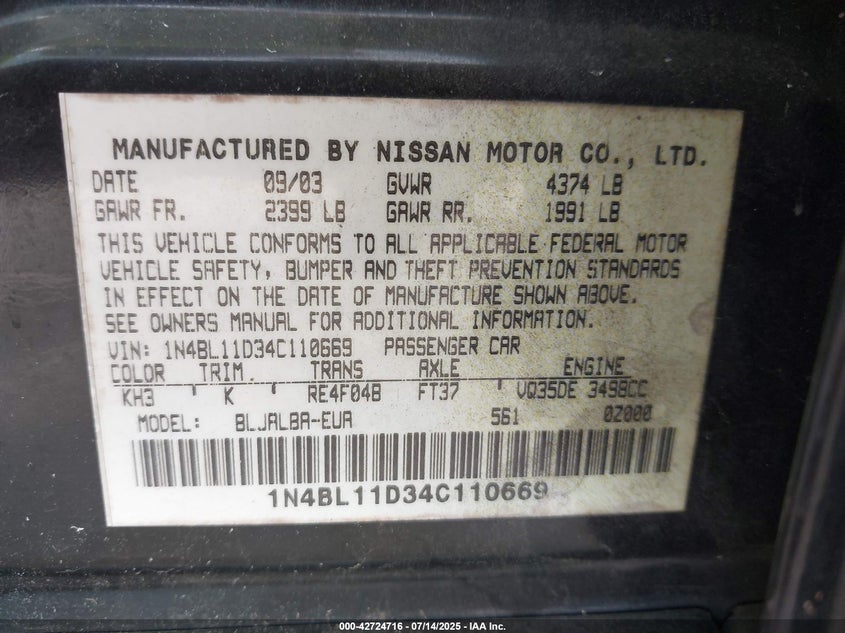 MANUFACTURED BY NISSAN MOTOR CO., LTD.
DATE 09/03 GVWR 4374 LB
GAWR FR. 2399 LB GAWR RR. 1991 LB
THIS VEHICLE CONFORMS TO ALL APPLICABLE FEDERAL MOTOR
VEHICLE SAFETY, BUMPER AND THEFT PREVENTION STANDARDS
IN EFFECT ON THE DATE OF MANUFACTURE SHOWN ABOVE.
SEE OWNERS MANUAL FOR ADDITIONAL INFORMATION.
VIN: 1N4BL11D34C110669 PASSENGER CAR
COLOR TRIM. TRANS AXLE ENGINE
KH3 K RE4F04B FT37 VQ35DE 3498CC
MODEL: BLJALBA-EUA 561 0Z000
1N4BL11D34C110669
000-42724716 - 07/14/2025 - IAA Inc.